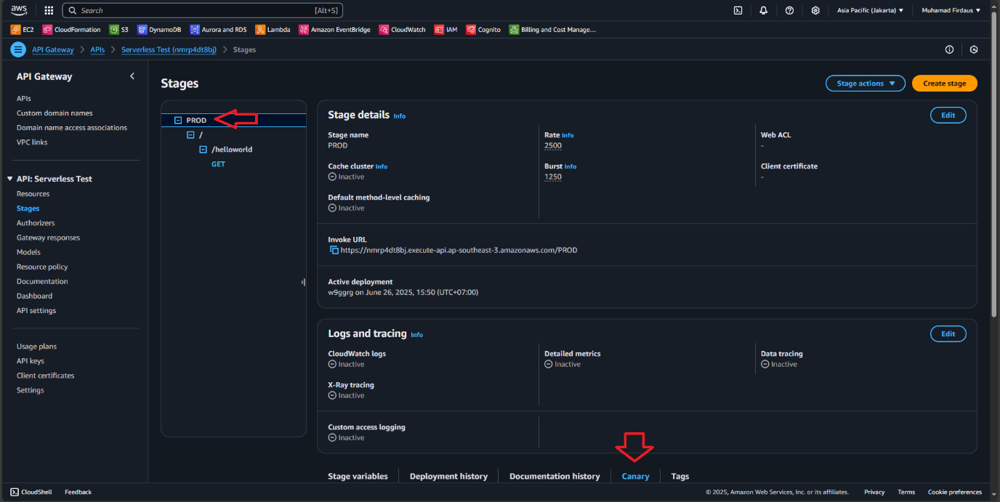 aws
Search [Alt+S]
Asia Pacific (Jakarta) ▼
Muhamad Firdaus ▼
EC2 CloudFormation S3 DynamoDB Aurora and RDS Lambda Amazon EventBridge CloudWatch IAM Cognito Billing and Cost Manage...
API Gateway > APIs > Serverless Test (nmrp4dt8bj) > Stages
API Gateway
APIs
Custom domain names
Domain name access associations
VPC links
API: Serverless Test
Resources
Stages
Authorizers
Gateway responses
Models
Resource policy
Documentation
Dashboard
API settings
Usage plans
API keys
Client certificates
Settings
Stages
Stage actions ▼
Create stage
PROD
/
/helloworld
GET
Stage details Info
Edit
Stage name
PROD
Rate Info
2500
Web ACL
-
Cache cluster Info
Inactive
Burst Info
1250
Client certificate
-
Default method-level caching
Inactive
Invoke URL
https://nmrp4dt8bj.execute-api.ap-southeast-3.amazonaws.com/PROD
Active deployment
w9ggrg on June 26, 2025, 15:50 (UTC+07:00)
Logs and tracing Info
Edit
CloudWatch logs
Inactive
Detailed metrics
Inactive
Data tracing
Inactive
X-Ray tracing
Inactive
Custom access logging
Inactive
Stage variables Deployment history Documentation history Canary Tags
CloudShell Feedback
© 2025, Amazon Web Services, Inc. or its affiliates. Privacy Terms Cookie preferences